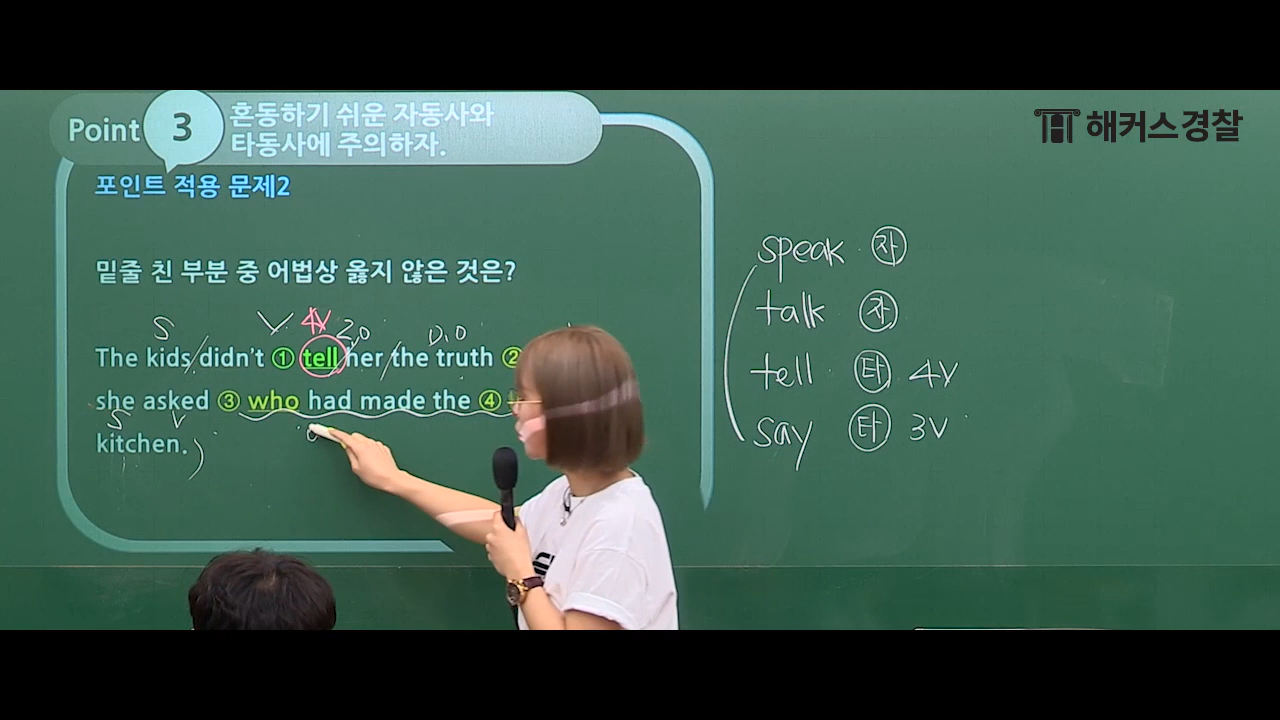 Point 3 혼동하기 쉬운 자동사와
타동사에 주의하자.
해커스경찰
포인트 적용 문제2
밑줄 친 부분 중 어법상 옳지 않은 것은?
S V 4V I.O D.O
The kids didn't ① tell her the truth ②
she asked ③ who had made the ④
S V
kitchen.
speak 자
talk 자
tell 타 4V
say 타 3V